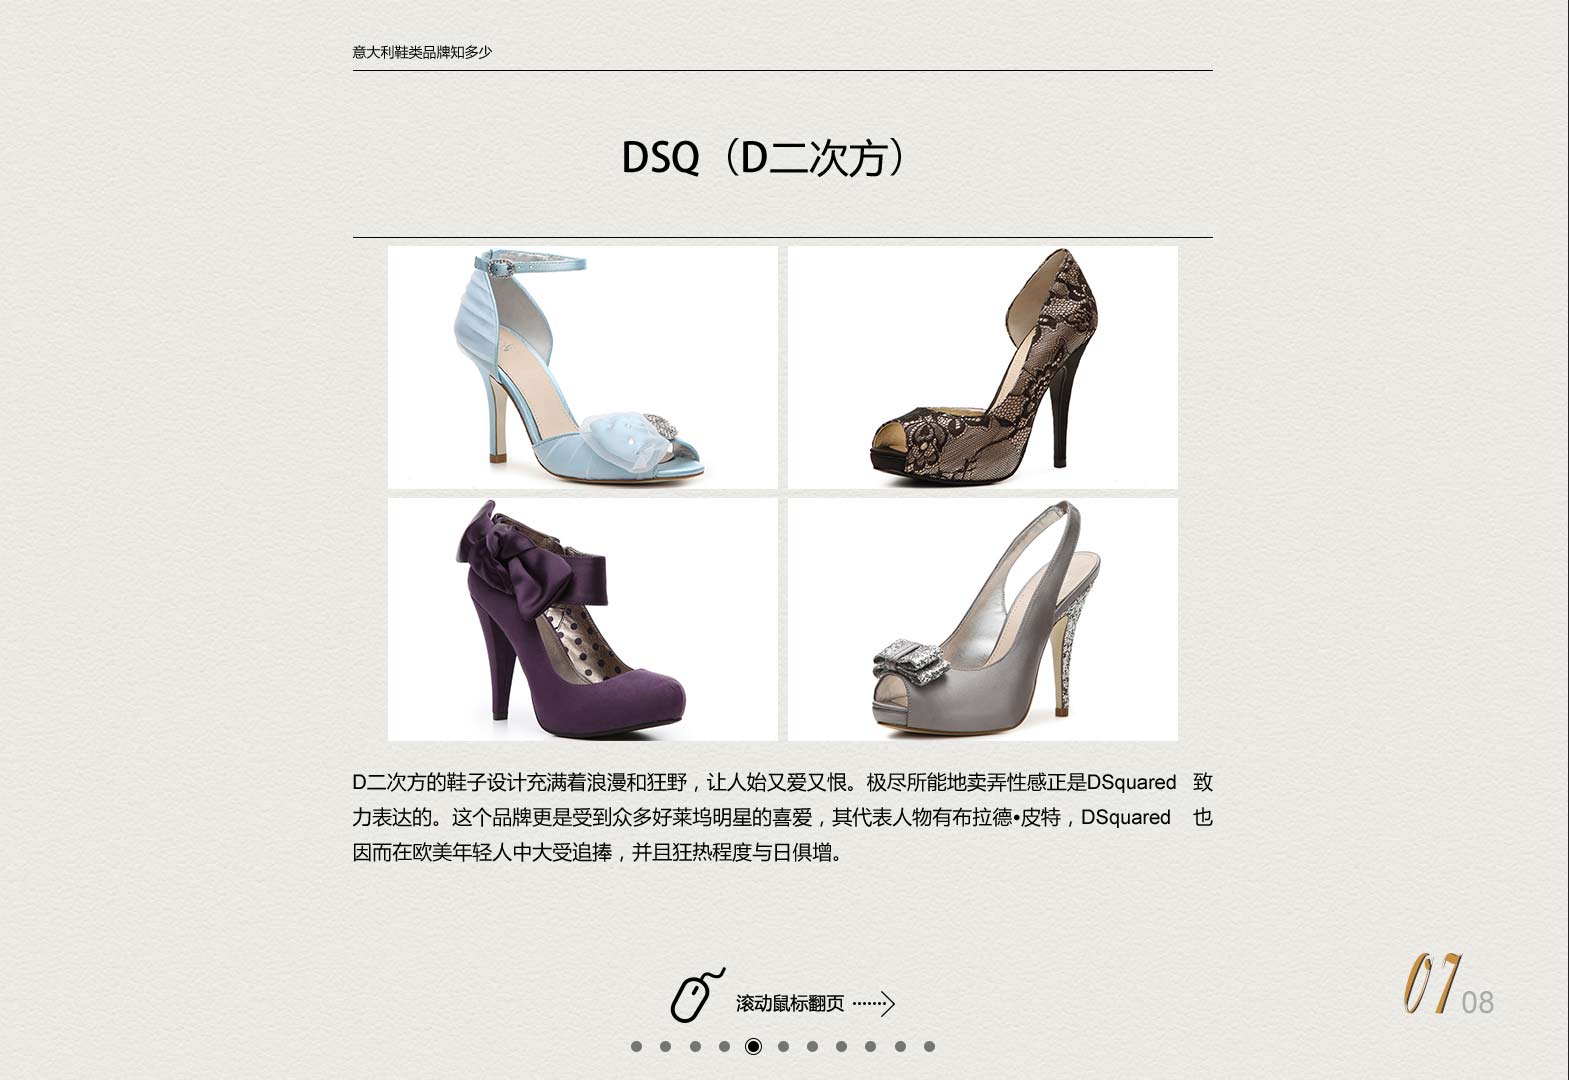 意大利鞋类品牌知多少
DSQ（D二次方）
D二次方的鞋子设计充满着浪漫和狂野，让人始又爱又恨。极尽所能地卖弄性感正是DSquared 致
力表达的。这个品牌更是受到众多好莱坞明星的喜爱，其代表人物有布拉德•皮特，DSquared 也
因而在欧美年轻人中大受追捧，并且狂热程度与日俱增。
滚动鼠标翻页
07 08